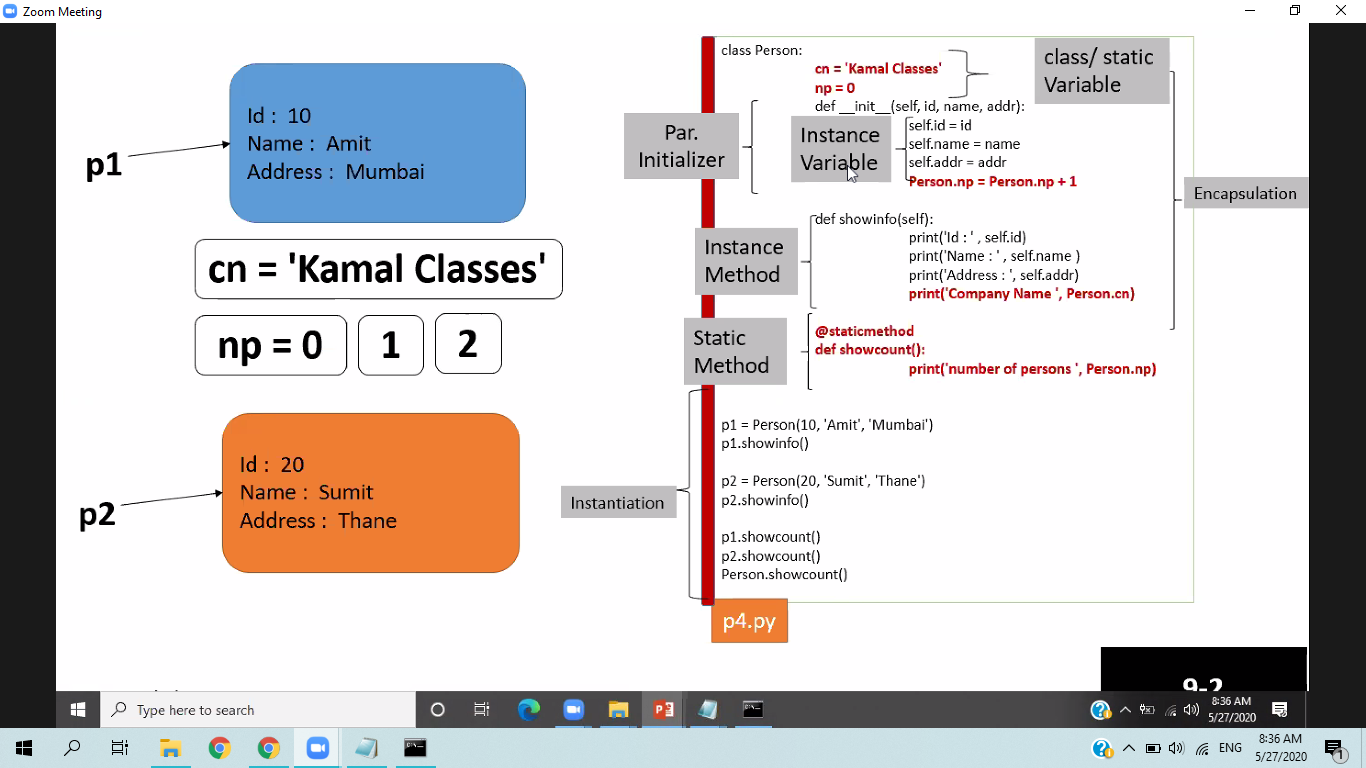 Zoom Meeting
Id : 10
Name : Amit
Address : Mumbai
p1
cn = 'Kamal Classes'
np = 0
1
2
Id : 20
Name : Sumit
Address : Thane
p2
class Person:
cn = 'Kamal Classes'
np = 0
def __init__(self, id, name, addr):
self.id = id
self.name = name
self.addr = addr
Person.np = Person.np + 1
def showinfo(self):
print('Id : ' , self.id)
print('Name : ' , self.name )
print('Address : ', self.addr)
print('Company Name ', Person.cn)
@staticmethod
def showcount():
print('number of persons ', Person.np)
p1 = Person(10, 'Amit', 'Mumbai')
p1.showinfo()
p2 = Person(20, 'Sumit', 'Thane')
p2.showinfo()
p1.showcount()
p2.showcount()
Person.showcount()
class/ static
Variable
Par.
Initializer
Instance
Variable
Encapsulation
Instance
Method
Static
Method
Instantiation
p4.py
9-2
Type here to search
8:36 AM
5/27/2020
ENG
8:36 AM
5/27/2020
1